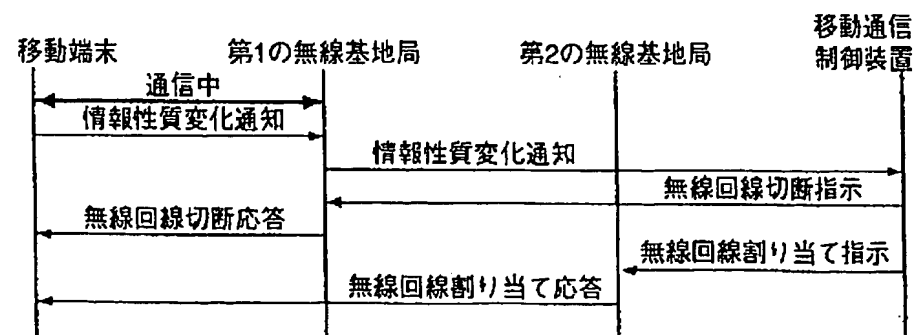 移動端末
第1の無線基地局
第2の無線基地局
移動通信
制御装置
通信中
情報性質変化通知
情報性質変化通知
無線回線切断指示
無線回線切断応答
無線回線割り当て指示
無線回線割り当て応答